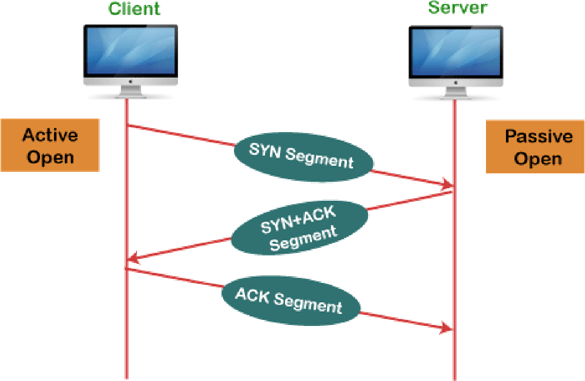 Client
Server
Active
Open
Passive
Open
SYN Segment
SYN+ACK
Segment
ACK Segment